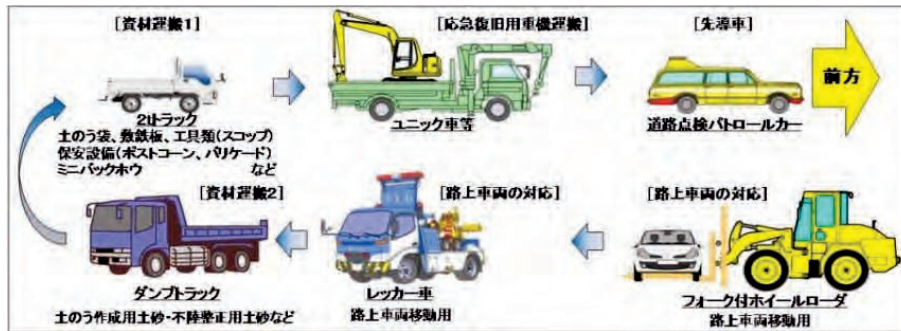 [資材運搬1]
[応急復旧用重機運搬]
[先導車]
前方
2tトラック
土のう袋、敷鉄板、工具類(スコップ)
保安設備(ポストコーン、バリケード)
ミニバックホウ など
ユニック車等
道路点検パトロールカー
[資材運搬2]
[路上車両の対応]
[路上車両の対応]
ダンプトラック
土のう作成用土砂・不陸整正用土砂など
レッカー車
路上車両移動用
フォーク付ホイールローダ
路上車両移動用